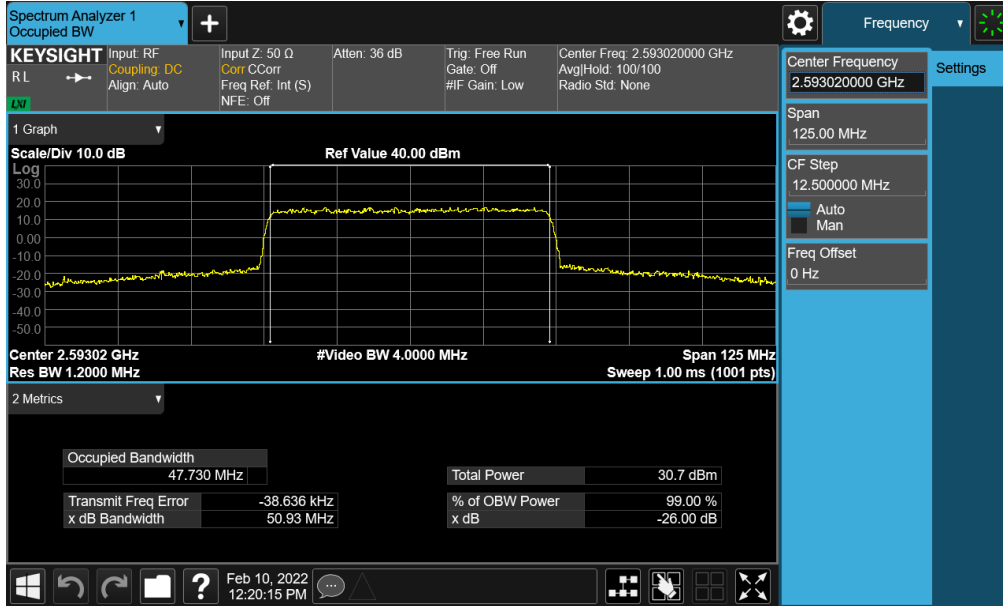 Spectrum Analyzer 1
Occupied BW
▼
+
Frequency
▼
KEYSIGHT
R L
LXI
Input: RF
Coupling: DC
Align: Auto
Input Z: 50 Ω
Corr CCorr
Freq Ref: Int (S)
NFE: Off
Atten: 36 dB
Trig: Free Run
Gate: Off
#IF Gain: Low
Center Freq: 2.593020000 GHz
Avg|Hold: 100/100
Radio Std: None
Center Frequency
2.593020000 GHz
Settings
Span
125.00 MHz
CF Step
12.500000 MHz
Auto
Man
Freq Offset
0 Hz
1 Graph ▼
Scale/Div 10.0 dB
Ref Value 40.00 dBm
Log
30.0
20.0
10.0
0.00
-10.0
-20.0
-30.0
-40.0
-50.0
Center 2.59302 GHz
#Video BW 4.0000 MHz
Span 125 MHz
Res BW 1.2000 MHz
Sweep 1.00 ms (1001 pts)
2 Metrics ▼
Occupied Bandwidth
47.730 MHz
Total Power 30.7 dBm
Transmit Freq Error -38.636 kHz
% of OBW Power 99.00 %
x dB Bandwidth 50.93 MHz
x dB -26.00 dB
?
Feb 10, 2022
12:20:15 PM